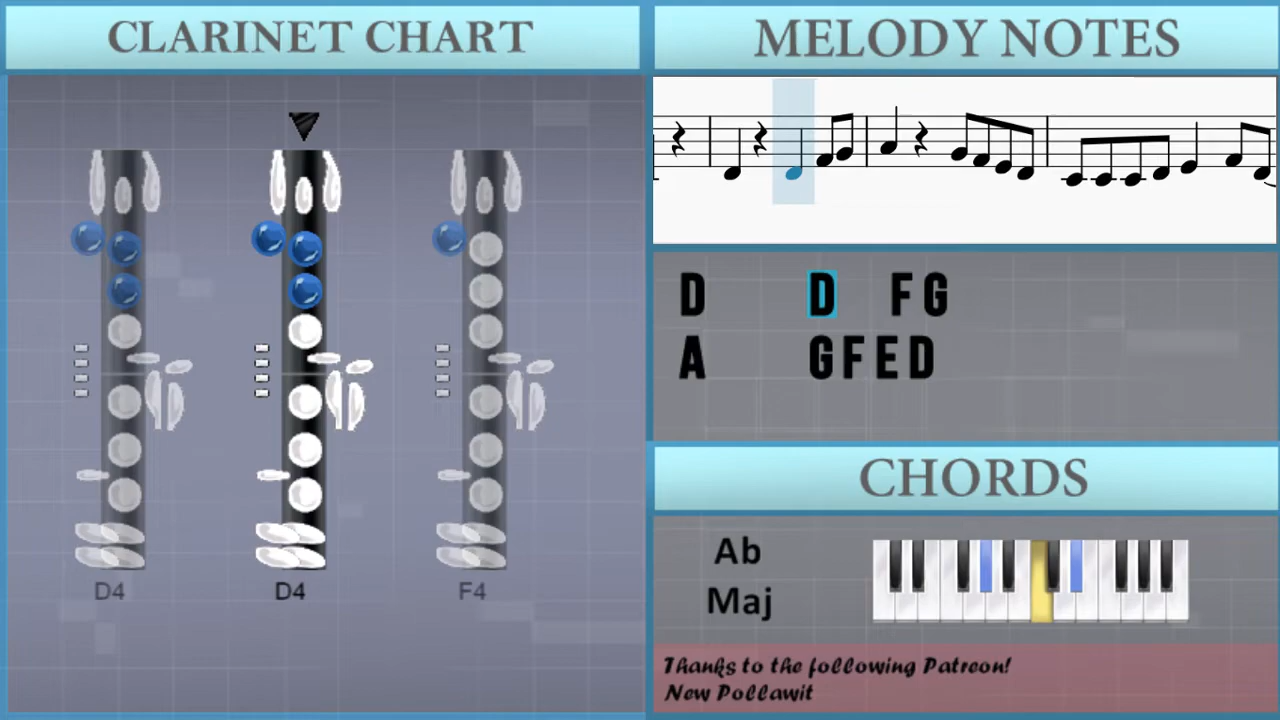 CLARINET CHART
D4 D4 F4
MELODY NOTES
D D F G
A G F E D
CHORDS
Ab
Maj
Thanks to the following Patreon!
New Pollawit